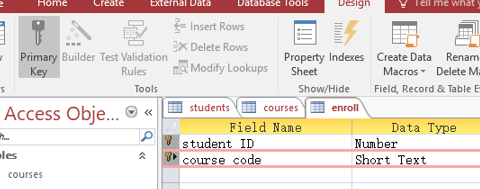 Create External Data Database Tools Design Tell me what
Primary Key
Builder
Test Validation Rules
Insert Rows
Delete Rows
Modify Lookups
Property Sheet
Indexes
Create Data Macros
Rename/
Delete Ma
Tools
Show/Hide
Field, Record & Table E
Access Obje...
students courses enroll
Field Name Data Type
student ID Number
course code Short Text
courses